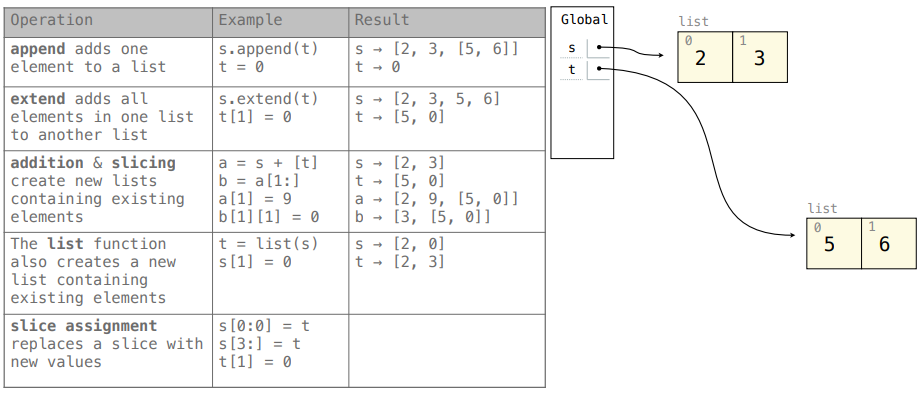 Operation Example Result
append adds one s.append(t) s → [2, 3, [5, 6]]
element to a list t = 0 t → 0
extend adds all s.extend(t) s → [2, 3, 5, 6]
elements in one list t[1] = 0 t → [5, 0]
to another list
addition & slicing a = s + [t] s → [2, 3]
create new lists b = a[1:] t → [5, 0]
containing existing a[1] = 9 a → [2, 9, [5, 0]]
elements b[1][1] = 0 b → [3, [5, 0]]
The list function t = list(s) s → [2, 0]
also creates a new s[1] = 0 t → [2, 3]
list containing
existing elements
slice assignment s[0:0] = t
replaces a slice with s[3:] = t
new values t[1] = 0
Global
s
t
list
0 1
2 3
list
0 1
5 6